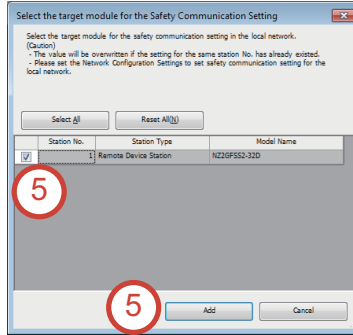 Select the target module for the Safety Communication Setting
Select the target module for the safety communication setting in the local network.
(Caution)
- The value will be overwritten if the setting for the same station No. has already existed.
- Please set the Network Configuration Settings to set safety communication setting for the
local network.
Select All Reset All(N)
Station No. Station Type Model Name
1 Remote Device Station NZ2GFSS2-32D
5
5
Add Cancel